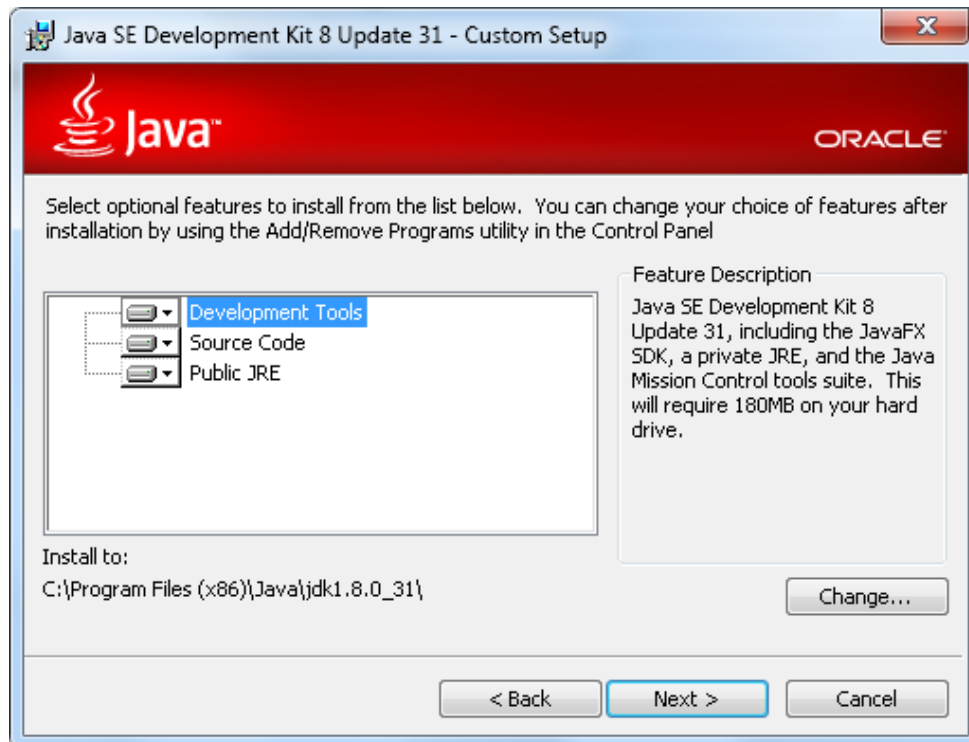 Java SE Development Kit 8 Update 31 - Custom Setup
Java™
ORACLE
Select optional features to install from the list below.  You can change your choice of features after
installation by using the Add/Remove Programs utility in the Control Panel
Development Tools
Source Code
Public JRE
Feature Description
Java SE Development Kit 8
Update 31, including the JavaFX
SDK, a private JRE, and the Java
Mission Control tools suite.  This
will require 180MB on your hard
drive.
Install to:
C:\Program Files (x86)\Java\jdk1.8.0_31\
Change...
< Back
Next >
Cancel